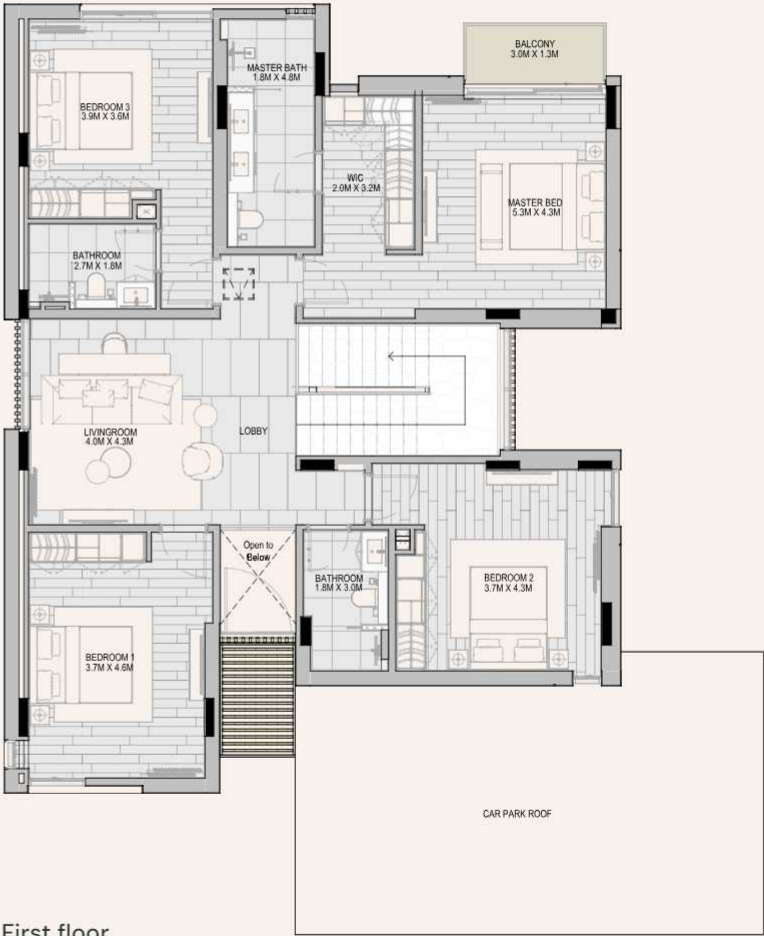 BALCONY
3.0M X 1.3M
MASTER BATH
1.8M X 4.8M
BEDROOM 3
3.9M X 3.6M
WIC
2.0M X 3.2M
MASTER BED
5.3M X 4.3M
BATHROOM
2.7M X 1.8M
LIVINGROOM
4.0M X 4.3M
LOBBY
Open to
Below
BATHROOM
1.8M X 3.0M
BEDROOM 2
3.7M X 4.3M
BEDROOM 1
3.7M X 4.6M
CAR PARK ROOF
First floor